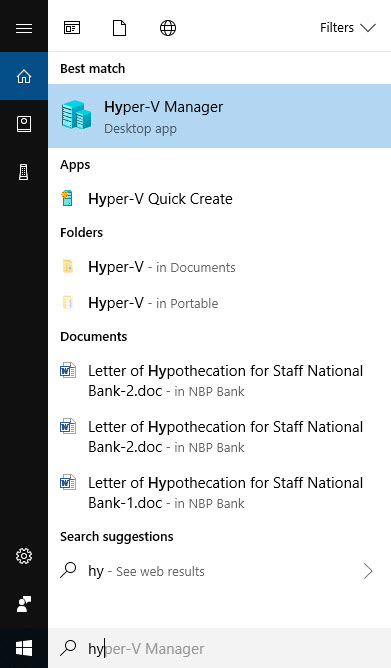 Filters
Best match
Hyper-V Manager
Desktop app
Apps
Hyper-V Quick Create
Folders
Hyper-V - in Documents
Hyper-V - in Portable
Documents
Letter of Hypothecation for Staff National
Bank-2.doc - in NBP Bank
Letter of Hypothecation for Staff National
Bank-2.doc - in NBP Bank
Letter of Hypothecation for Staff National
Bank-1.doc - in NBP Bank
Search suggestions
hy - See web results
hyper-V Manager